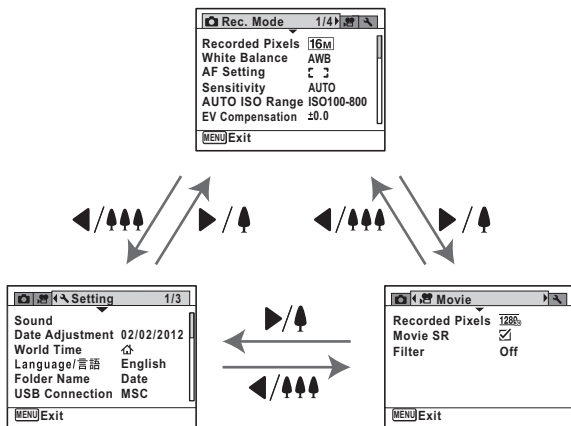 Rec. Mode 1/4
Recorded Pixels 16M
White Balance AWB
AF Setting
Sensitivity AUTO
AUTO ISO Range ISO100-800
EV Compensation ±0.0
MENU Exit
Setting 1/3
Sound
Date Adjustment 02/02/2012
World Time
Language/言語 English
Folder Name Date
USB Connection MSC
MENU Exit
Movie
Recorded Pixels 1280
Movie SR
Filter Off
MENU Exit